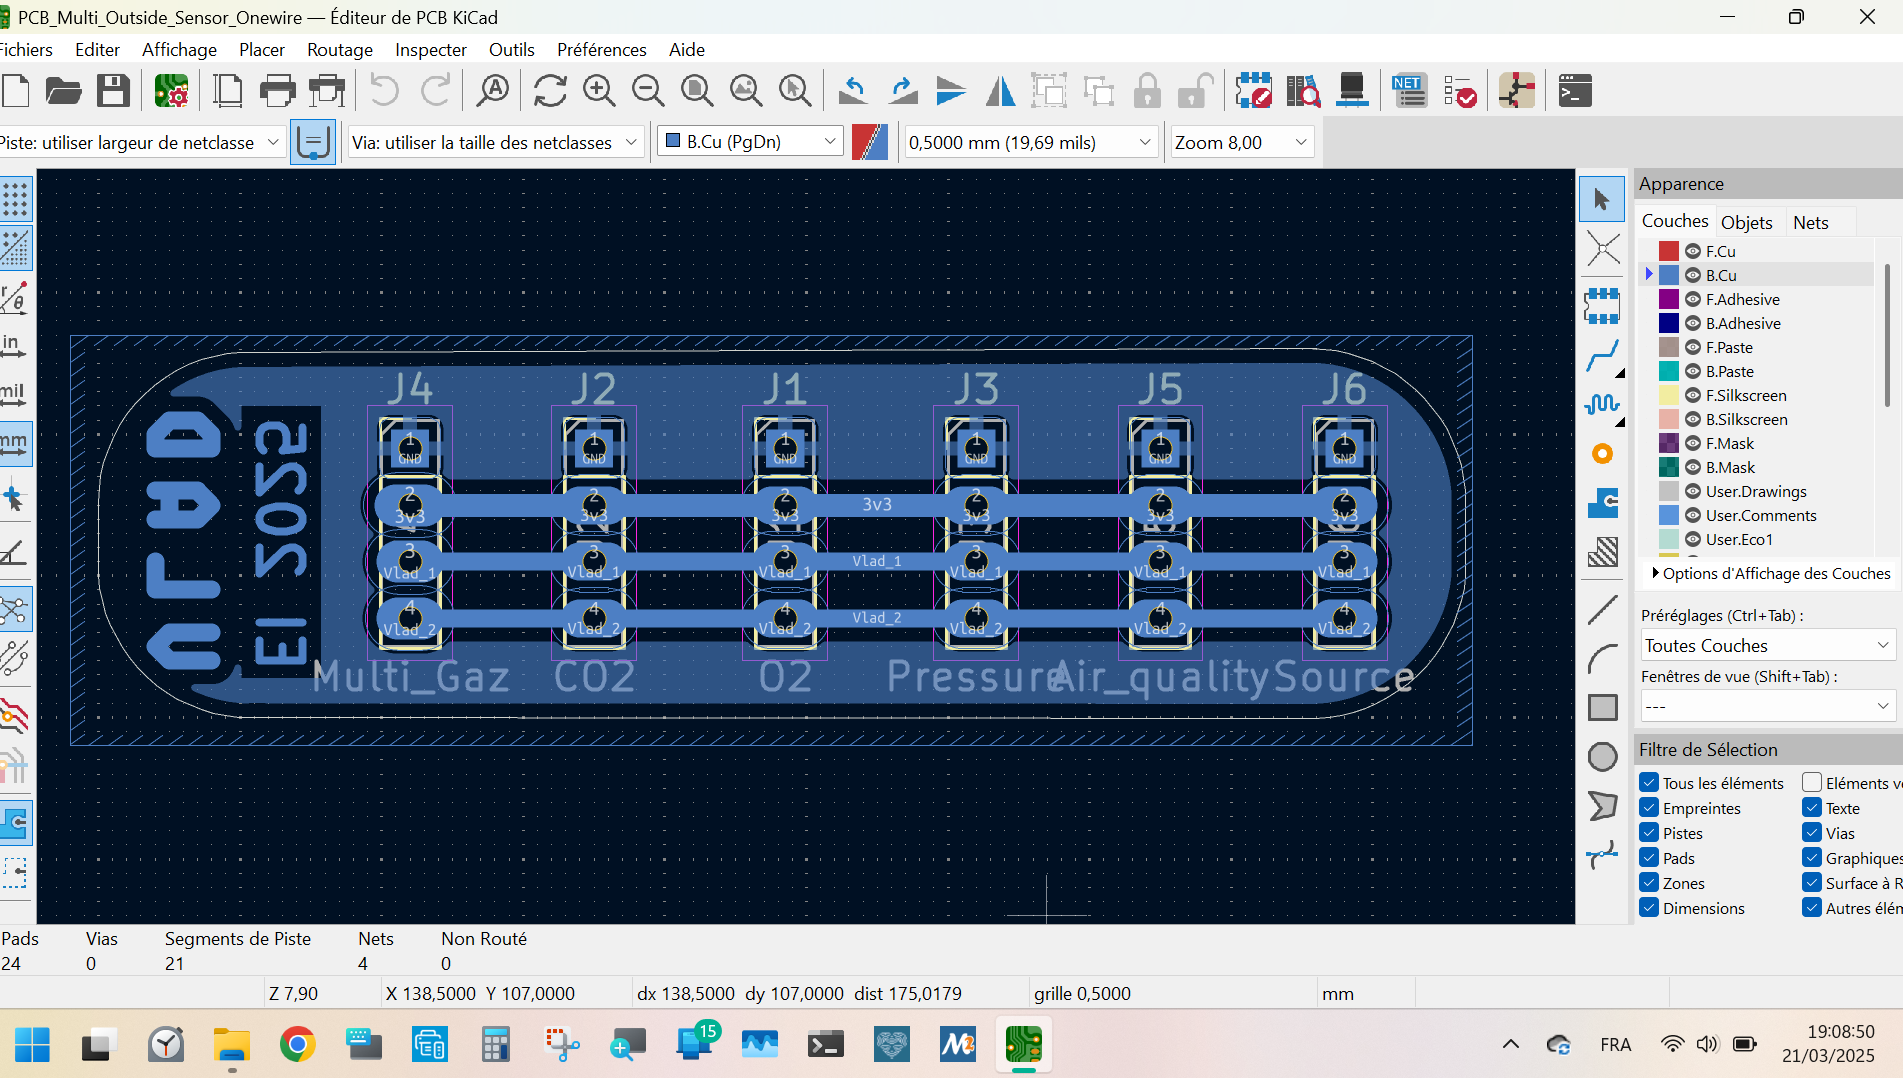 PCB_Multi_Outside_Sensor_Onewire — Éditeur de PCB KiCad
Fichiers Editer Affichage Placer Routage Inspecter Outils Préférences Aide
NET
Piste: utiliser largeur de netclasse
Via: utiliser la taille des netclasses
B.Cu (PgDn)
0,5000 mm (19,69 mils)
Zoom 8,00
in
mil
mm
J4 J2 J1 J3 J5 J6
1 1 1 1 1 1
GND GND GND GND GND GND
2 2 2 2 2 2
3v3 3v3 3v3 3v3 3v3 3v3 3v3
3 3 3 3 3 3
Vlad_1 Vlad_1 Vlad_1 Vlad_1 Vlad_1 Vlad_1 Vlad_1
4 4 4 4 4 4
Vlad_2 Vlad_2 Vlad_2 Vlad_2 Vlad_2 Vlad_2 Vlad_2
Multi_Gaz CO2 O2 Pressure Air_quality Source
VLAD
EI 2025
Apparence
Couches Objets Nets
F.Cu
B.Cu
F.Adhesive
B.Adhesive
F.Paste
B.Paste
F.Silkscreen
B.Silkscreen
F.Mask
B.Mask
User.Drawings
User.Comments
User.Eco1
Options d'Affichage des Couches
Préréglages (Ctrl+Tab) :
Toutes Couches
Fenêtres de vue (Shift+Tab) :
---
Filtre de Sélection
Tous les éléments Eléments v
Empreintes Texte
Pistes Vias
Pads Graphiques
Zones Surface à R
Dimensions Autres élém
Pads Vias Segments de Piste Nets Non Routé
24 0 21 4 0
Z 7,90 X 138,5000 Y 107,0000 dx 138,5000 dy 107,0000 dist 175,0179 grille 0,5000 mm
15
FRA
19:08:50
21/03/2025